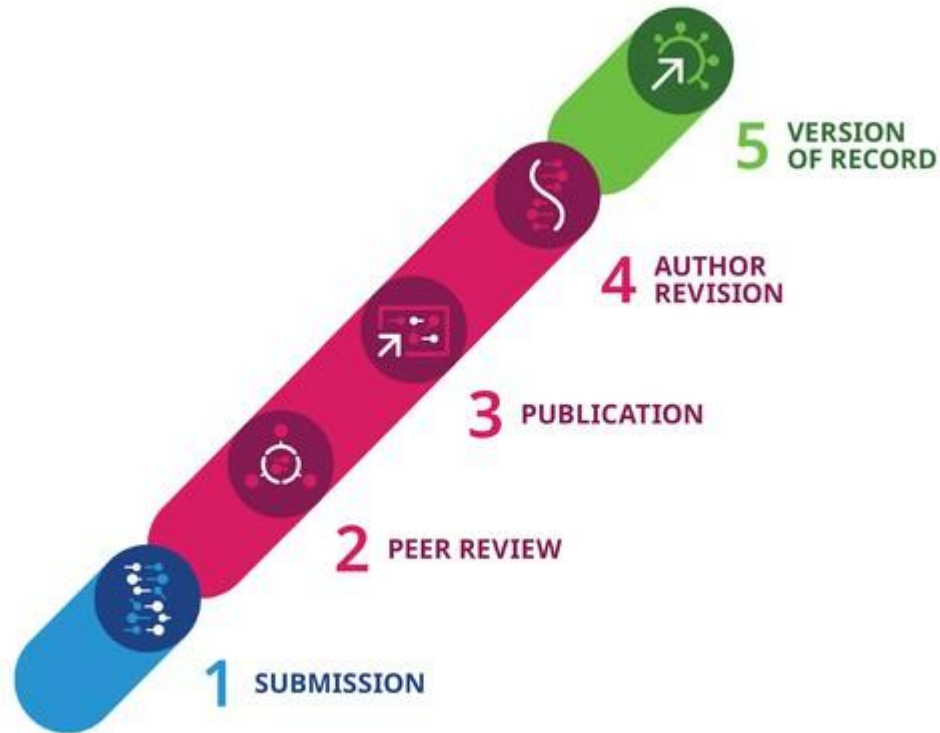 5 VERSION
OF RECORD
4 AUTHOR
REVISION
3 PUBLICATION
2 PEER REVIEW
1 SUBMISSION